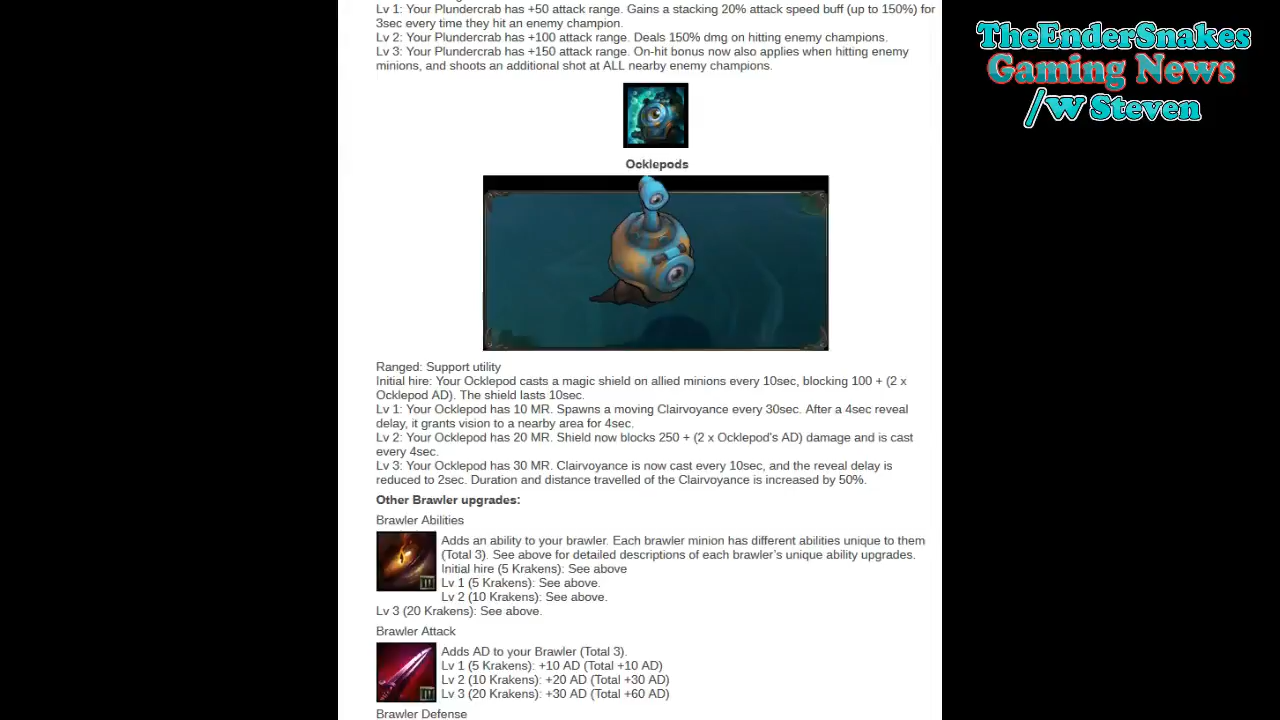 Lv 1: Your Plundercrab has +50 attack range. Gains a stacking 20% attack speed buff (up to 150%) for
3sec every time they hit an enemy champion.
Lv 2: Your Plundercrab has +100 attack range. Deals 150% dmg on hitting enemy champions.
Lv 3: Your Plundercrab has +150 attack range. On-hit bonus now also applies when hitting enemy
minions, and shoots an additional shot at ALL nearby enemy champions.
TheEnderSnakes
Gaming News
/W Steven
Ocklepods
Ranged: Support utility
Initial hire: Your Ocklepod casts a magic shield on allied minions every 10sec, blocking 100 + (2 x
Ocklepod AD). The shield lasts 10sec.
Lv 1: Your Ocklepod has 10 MR. Spawns a moving Clairvoyance every 30sec. After a 4sec reveal
delay, it grants vision to a nearby area for 4sec.
Lv 2: Your Ocklepod has 20 MR. Shield now blocks 250 + (2 x Ocklepod's AD) damage and is cast
every 4sec.
Lv 3: Your Ocklepod has 30 MR. Clairvoyance is now cast every 10sec, and the reveal delay is
reduced to 2sec. Duration and distance travelled of the Clairvoyance is increased by 50%.
Other Brawler upgrades:
Brawler Abilities
Adds an ability to your brawler. Each brawler minion has different abilities unique to them
(Total 3). See above for detailed descriptions of each brawler's unique ability upgrades.
Initial hire (5 Krakens): See above
Lv 1 (5 Krakens): See above.
Lv 2 (10 Krakens): See above.
Lv 3 (20 Krakens): See above.
Brawler Attack
Adds AD to your Brawler (Total 3).
Lv 1 (5 Krakens): +10 AD (Total +10 AD)
Lv 2 (10 Krakens): +20 AD (Total +30 AD)
Lv 3 (20 Krakens): +30 AD (Total +60 AD)
Brawler Defense